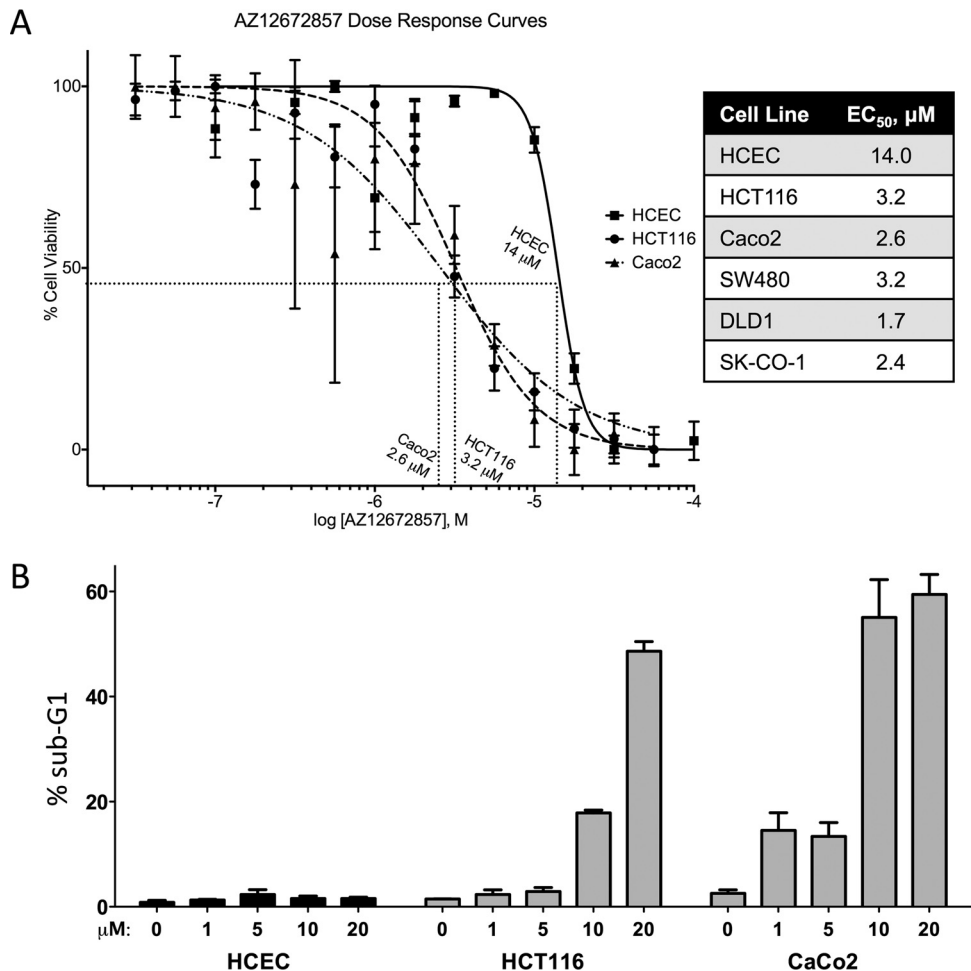 A
AZ12672857 Dose Response Curves
% Cell Viability
100
50
0
HCEC
14 μM
Caco2
2.6 μM
HCT116
3.2 μM
-7
-6
-5
-4
log [AZ12672857], M
HCEC
HCT116
Caco2
Cell Line EC50, μM
HCEC 14.0
HCT116 3.2
Caco2 2.6
SW480 3.2
DLD1 1.7
SK-CO-1 2.4
B
% sub-G1
60
40
20
0
μM: 0 1 5 10 20 0 1 5 10 20 0 1 5 10 20
HCEC HCT116 CaCo2